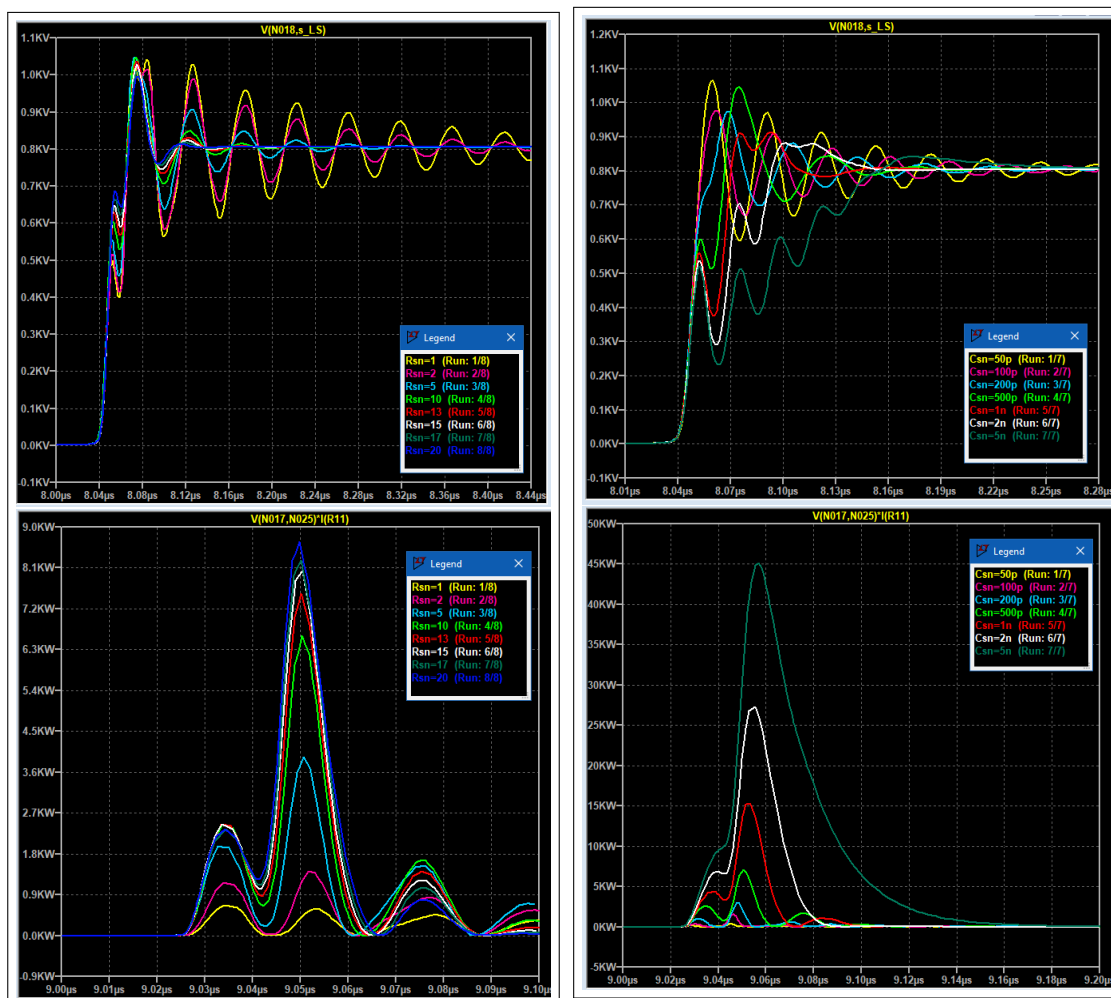 V(N018,s_LS)
1.1KV
1.0KV
0.9KV
0.8KV
0.7KV
0.6KV
0.5KV
0.4KV
0.3KV
0.2KV
0.1KV
0.0KV
-0.1KV
8.00µs 8.04µs 8.08µs 8.12µs 8.16µs 8.20µs 8.24µs 8.28µs 8.32µs 8.36µs 8.40µs 8.44µs
Legend
Rsn=1 (Run: 1/8)
Rsn=2 (Run: 2/8)
Rsn=5 (Run: 3/8)
Rsn=10 (Run: 4/8)
Rsn=13 (Run: 5/8)
Rsn=15 (Run: 6/8)
Rsn=17 (Run: 7/8)
Rsn=20 (Run: 8/8)
V(N018,s_LS)
1.2KV
1.1KV
1.0KV
0.9KV
0.8KV
0.7KV
0.6KV
0.5KV
0.4KV
0.3KV
0.2KV
0.1KV
0.0KV
-0.1KV
8.01µs 8.04µs 8.07µs 8.10µs 8.13µs 8.16µs 8.19µs 8.22µs 8.25µs 8.28µs
Legend
Csn=50p (Run: 1/7)
Csn=100p (Run: 2/7)
Csn=200p (Run: 3/7)
Csn=500p (Run: 4/7)
Csn=1n (Run: 5/7)
Csn=2n (Run: 6/7)
Csn=5n (Run: 7/7)
V(N017,N025)*I(R11)
9.0KW
8.1KW
7.2KW
6.3KW
5.4KW
4.5KW
3.6KW
2.7KW
1.8KW
0.9KW
0.0KW
-0.9KW
9.00µs 9.01µs 9.02µs 9.03µs 9.04µs 9.05µs 9.06µs 9.07µs 9.08µs 9.09µs 9.10µs
Legend
Rsn=1 (Run: 1/8)
Rsn=2 (Run: 2/8)
Rsn=5 (Run: 3/8)
Rsn=10 (Run: 4/8)
Rsn=13 (Run: 5/8)
Rsn=15 (Run: 6/8)
Rsn=17 (Run: 7/8)
Rsn=20 (Run: 8/8)
V(N017,N025)*I(R11)
50KW
45KW
40KW
35KW
30KW
25KW
20KW
15KW
10KW
5KW
0KW
-5KW
9.00µs 9.02µs 9.04µs 9.06µs 9.08µs 9.10µs 9.12µs 9.14µs 9.16µs 9.18µs 9.20µs
Legend
Csn=50p (Run: 1/7)
Csn=100p (Run: 2/7)
Csn=200p (Run: 3/7)
Csn=500p (Run: 4/7)
Csn=1n (Run: 5/7)
Csn=2n (Run: 6/7)
Csn=5n (Run: 7/7)